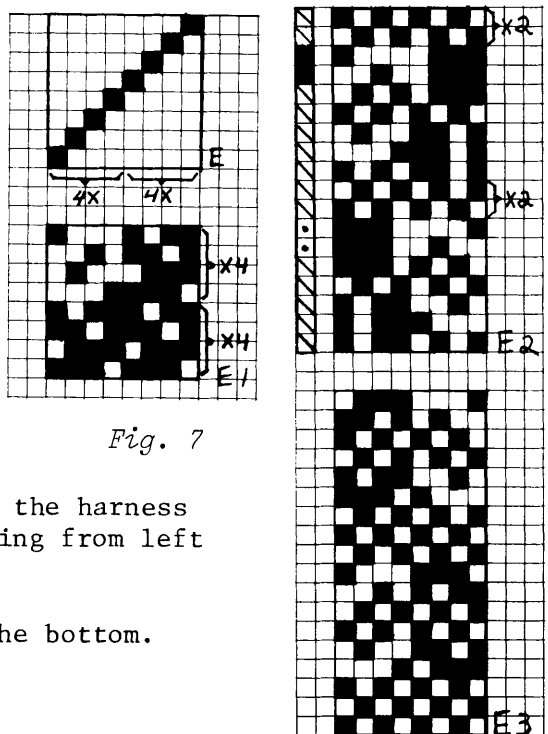 E
4X 4X
X4
X4
E1
Fig. 7
the harness
ing from left
he bottom.
X2
X2
E2
E3